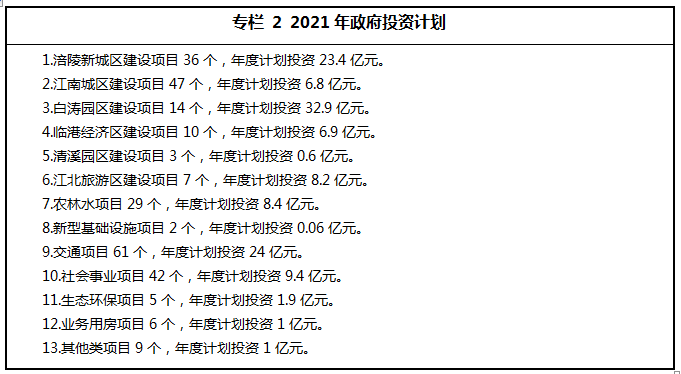 专栏 2 2021年政府投资计划
1.涪陵新城区建设项目 36 个，年度计划投资 23.4 亿元。
2.江南城区建设项目 47 个，年度计划投资 6.8 亿元。
3.白涛园区建设项目 14 个，年度计划投资 32.9 亿元。
4.临港经济区建设项目 10 个，年度计划投资 6.9 亿元。
5.清溪园区建设项目 3 个，年度计划投资 0.6 亿元。
6.江北旅游区建设项目 7 个，年度计划投资 8.2 亿元。
7.农林水项目 29 个，年度计划投资 8.4 亿元。
8.新型基础设施项目 2 个，年度计划投资 0.06 亿元。
9.交通项目 61 个，年度计划投资 24 亿元。
10.社会事业项目 42 个，年度计划投资 9.4 亿元。
11.生态环保项目 5 个，年度计划投资 1.9 亿元。
12.业务用房项目 6 个，年度计划投资 1 亿元。
13.其他类项目 9 个，年度计划投资 1 亿元。